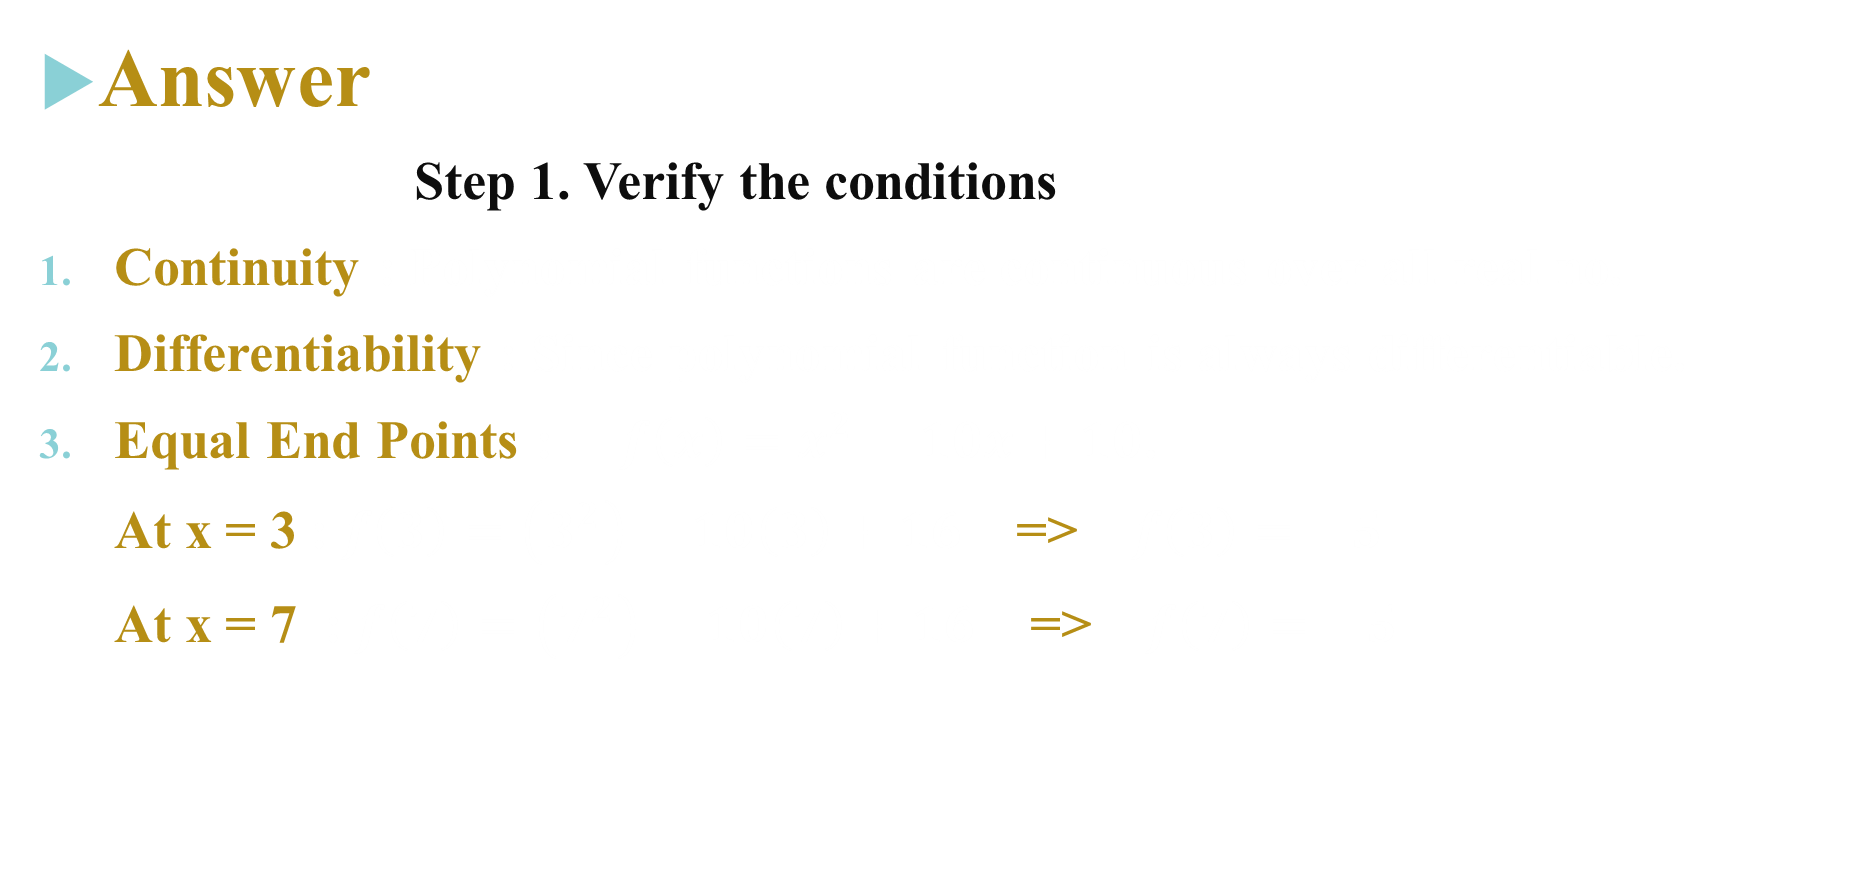 Answer
Step 1. Verify the conditions
1. Continuity
2. Differentiability
3. Equal End Points
At x = 3 =>
At x = 7 =>